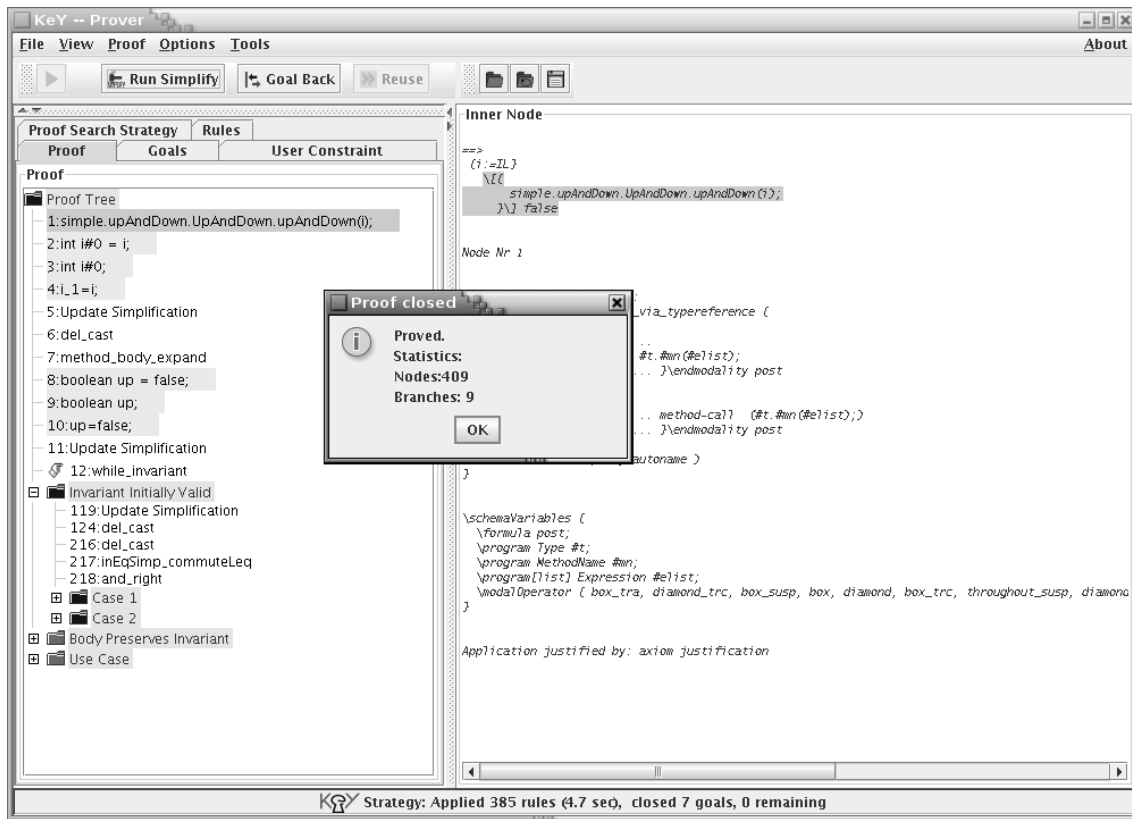 KeY -- Prover
File View Proof Options Tools About
Run Simplify Goal Back Reuse
Proof Search Strategy Rules
Proof Goals User Constraint
Proof
Proof Tree
1:simple.upAndDown.UpAndDown.upAndDown(i);
2:int i#0 = i;
3:int i#0;
4:i_1=i;
5:Update Simplification
6:del_cast
7:method_body_expand
8:boolean up = false;
9:boolean up;
10:up=false;
11:Update Simplification
12:while_invariant
Invariant Initially Valid
119:Update Simplification
124:del_cast
216:del_cast
217:inEqSimp_commuteLeq
218:and_right
Case 1
Case 2
Body Preserves Invariant
Use Case
Inner Node
==>
{i:=IL}
\[{
simple.upAndDown.UpAndDown.upAndDown(i);
}\] false
Node Nr 1
:
_via_typereference {
..
#t.#mn(#elist);
... }\endmodality post
.. method-call (#t.#mn(#elist);)
... }\endmodality post
autoname )
}
\schemaVariables {
\formula post;
\program Type #t;
\program MethodName #mn;
\program[list] Expression #elist;
\modalOperator { box_tra, diamond_trc, box_susp, box, diamond, box_trc, throughout_susp, diamond
}
Application justified by: axiom justification
Proof closed
Proved.
Statistics:
Nodes:409
Branches: 9
OK
KeY Strategy: Applied 385 rules (4.7 sec), closed 7 goals, 0 remaining